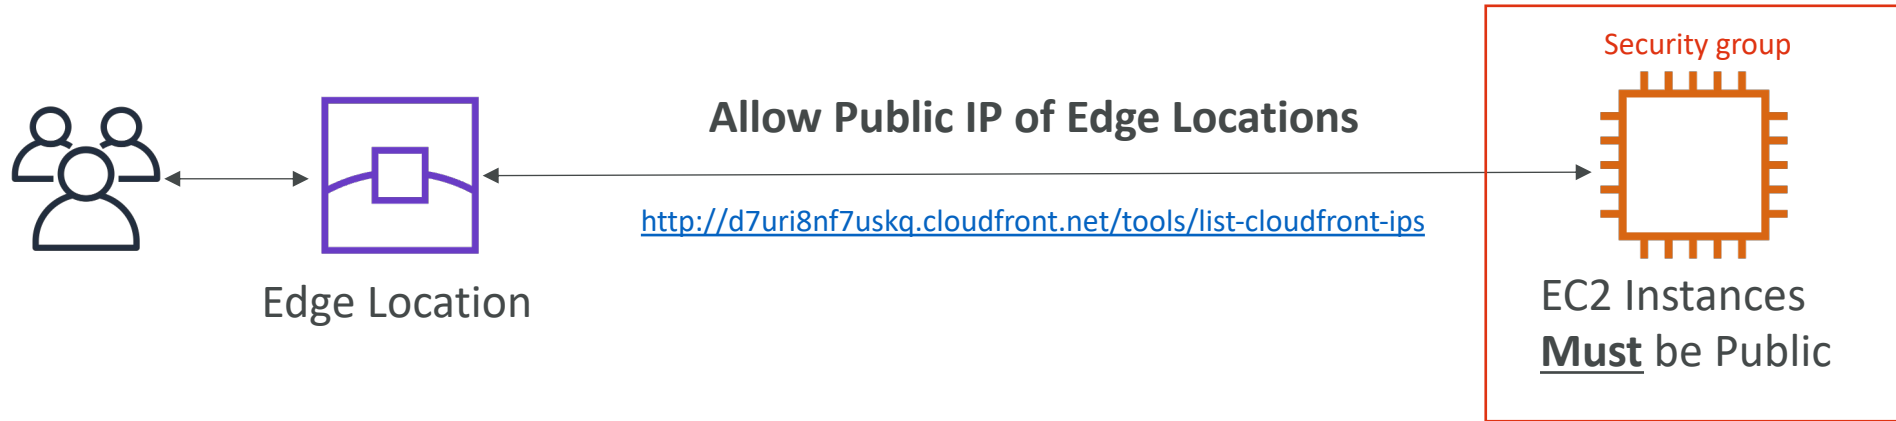 Security group
Allow Public IP of Edge Locations
http://d7uri8nf7uskq.cloudfront.net/tools/list-cloudfront-ips
Edge Location
EC2 Instances
Must be Public